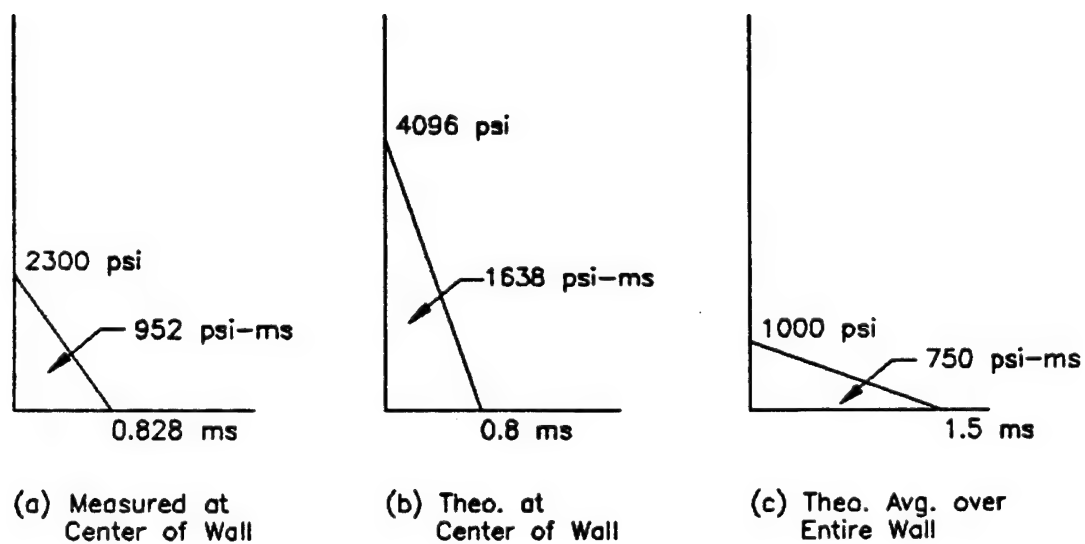 2300 psi
952 psi-ms
0.828 ms
(a) Measured at
Center of Wall
4096 psi
1638 psi-ms
0.8 ms
(b) Theo. at
Center of Wall
1000 psi
750 psi-ms
1.5 ms
(c) Theo. Avg. over
Entire Wall